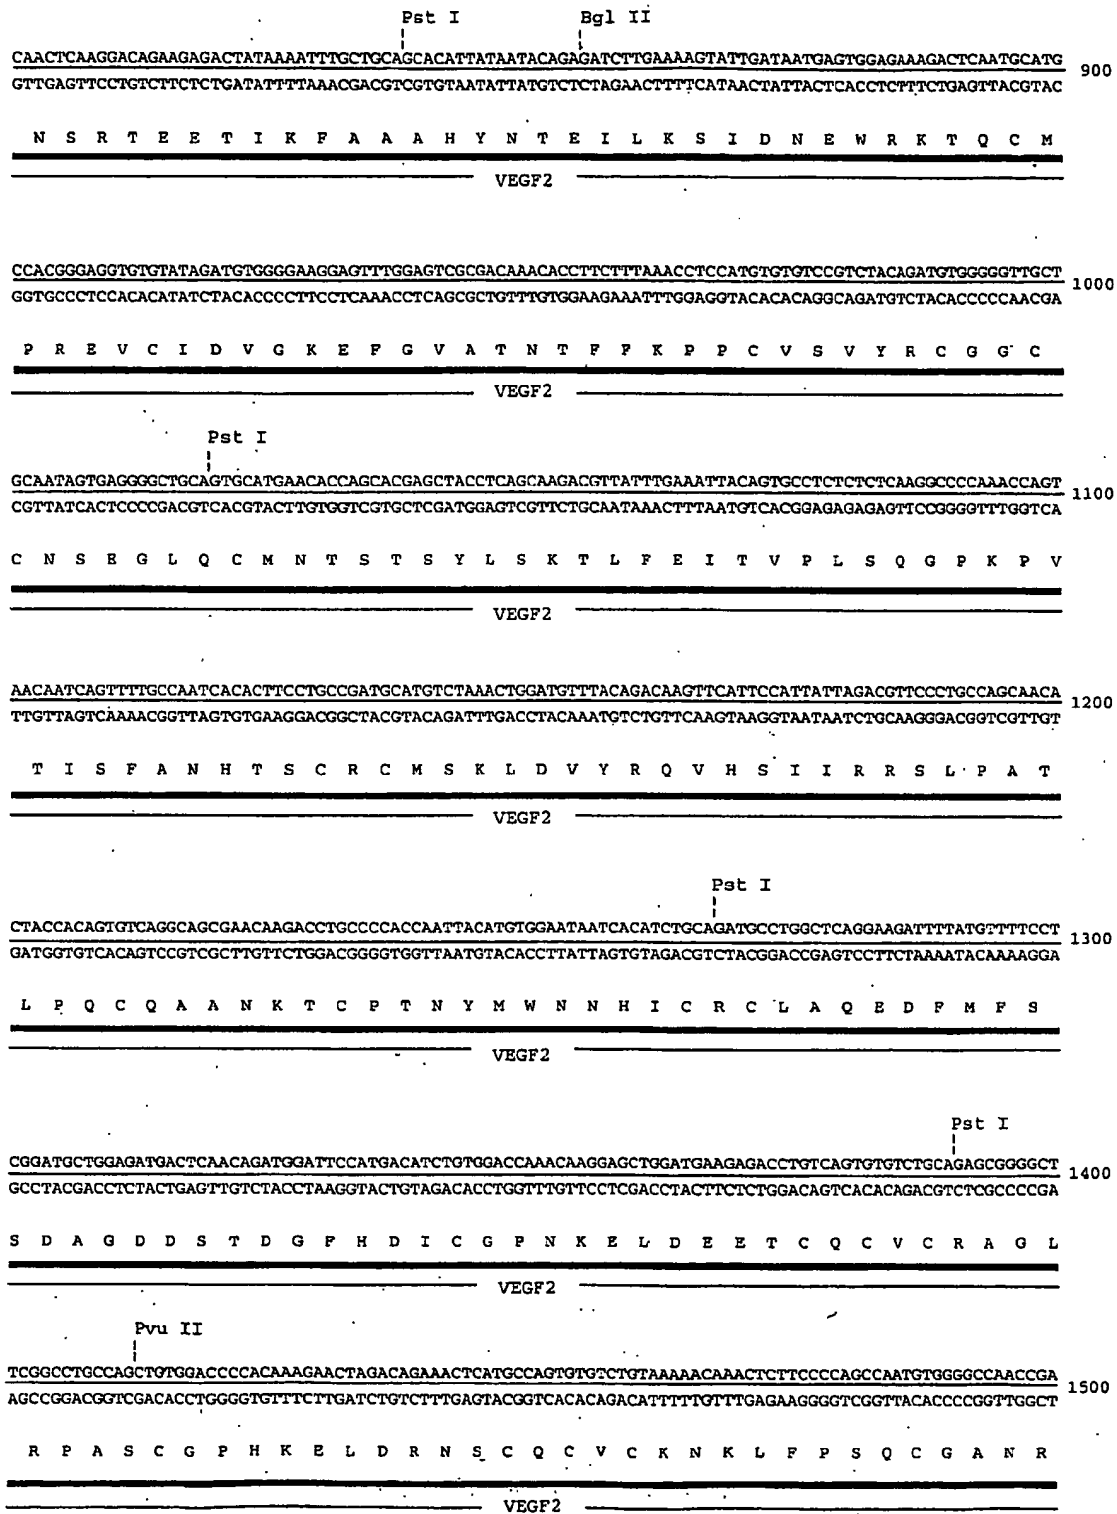 Pst I Bgl II
CAACTCAAGGACAGAAGAGACTATAAAATTTGCTGCAGCACATTATAATACAGAGATCTTGAAAAGTATTGATAATGAGTGGAGAAAGACTCAATGCATG
900
GTTGAGTTCCTGTCTTCTCTGATATTTTAAACGACGTCGTGTAATATTATGTCTCTAGAACTTTTCATAACTATTACTCACCTCTTTCTGAGTTACGTAC
N S R T E E T I K F A A A H Y N T E I L K S I D N E W R K T Q C M
VEGF2
CCACGGGAGGTGTGTATAGATGTGGGGAAGGAGTTTGGAGTCGCGACAAACACCTTCTTTAAACCTCCATGTGTGTCCGTCTACAGATGTGGGGGTTGCT
1000
GGTGCCCTCCACACATATCTACACCCCTTCCTCAAACCTCAGCGCTGTTTGTGGAAGAAATTTGGAGGTACACACAGGCAGATGTCTACACCCCCAACGA
P R E V C I D V G K E F G V A T N T F F K P P C V S V Y R C G G C
VEGF2
Pst I
GCAATAGTGAGGGGCTGCAGTGCATGAACACCAGCACGAGCTACCTCAGCAAGACGTTATTTGAAATTACAGTGCCTCTCTCTCAAGGCCCCAAACCAGT
1100
CGTTATCACTCCCCGACGTCACGTACTTGTGGTCGTGCTCGATGGAGTCGTTCTGCAATAAACTTTAATGTCACGGAGAGAGAGTTCCGGGGTTTGGTCA
C N S E G L Q C M N T S T S Y L S K T L F E I T V P L S Q G P K P V
VEGF2
AACAATCAGTTTTGCCAATCACACTTCCTGCCGATGCATGTCTAAACTGGATGTTTACAGACAAGTTCATTCCATTATTAGACGTTCCCTGCCAGCAACA
1200
TTGTTAGTCAAAACGGTTAGTGTGAAGGACGGCTACGTACAGATTTGACCTACAAATGTCTGTTCAAGTAAGGTAATAATCTGCAAGGGACGGTCGTTGT
T I S F A N H T S C R C M S K L D V Y R Q V H S I I R R S L P A T
VEGF2
Pst I
CTACCACAGTGTCAGGCAGCGAACAAGACCTGCCCCACCAATTACATGTGGAATAATCACATCTGCAGATGCCTGGCTCAGGAAGATTTTATGTTTTCCT
1300
GATGGTGTCACAGTCCGTCGCTTGTTCTGGACGGGGTGGTTAATGTACACCTTATTAGTGTAGACGTCTACGGACCGAGTCCTTCTAAAATACAAAAGGA
L P Q C Q A A N K T C P T N Y M W N N H I C R C L A Q E D F M F S
VEGF2
Pst I
CGGATGCTGGAGATGACTCAACAGATGGATTCCATGACATCTGTGGACCAAACAAGGAGCTGGATGAAGAGACCTGTCAGTGTGTCTGCAGAGCGGGGCT
1400
GCCTACGACCTCTACTGAGTTGTCTACCTAAGGTACTGTAGACACCTGGTTTGTTCCTCGACCTACTTCTCTGGACAGTCACACAGACGTCTCGCCCCGA
S D A G D D S T D G F H D I C G P N K E L D E E T C Q C V C R A G L
VEGF2
Pvu II
TCGGCCTGCCAGCTGTGGACCCCACAAAGAACTAGACAGAAACTCATGCCAGTGTGTCTGTAAAAACAAACTCTTCCCCAGCCAATGTGGGGCCAACCGA
1500
AGCCGGACGGTCGACACCTGGGGTGTTTCTTGATCTGTCTTTGAGTACGGTCACACAGACATTTTTGTTTGAGAAGGGGTCGGTTACACCCCGGTTGGCT
R P A S C G P H K E L D R N S C Q C V C K N K L F P S Q C G A N R
VEGF2